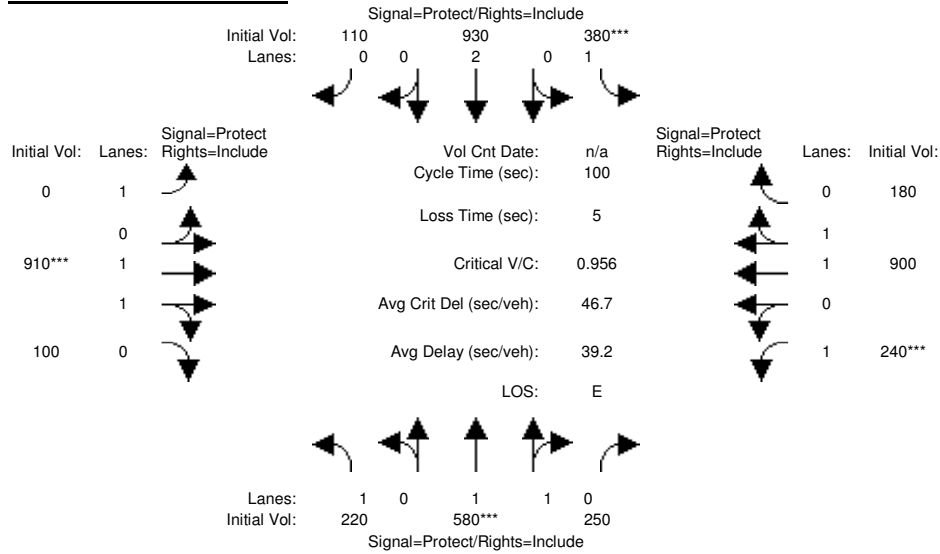 Signal=Protect/Rights=Include
Initial Vol: 110 930 380***
Lanes: 0 0 2 0 1
Signal=Protect
Initial Vol: Lanes: Rights=Include
Vol Cnt Date: n/a
Signal=Protect
Rights=Include Lanes: Initial Vol:
Cycle Time (sec): 100
0 1
0 180
Loss Time (sec): 5
0
1
910*** 1
Critical V/C: 0.956
1 900
1
Avg Crit Del (sec/veh): 46.7
0
100 0
Avg Delay (sec/veh): 39.2
1 240***
LOS: E
Lanes: 1 0 1 1 0
Initial Vol: 220 580*** 250
Signal=Protect/Rights=Include